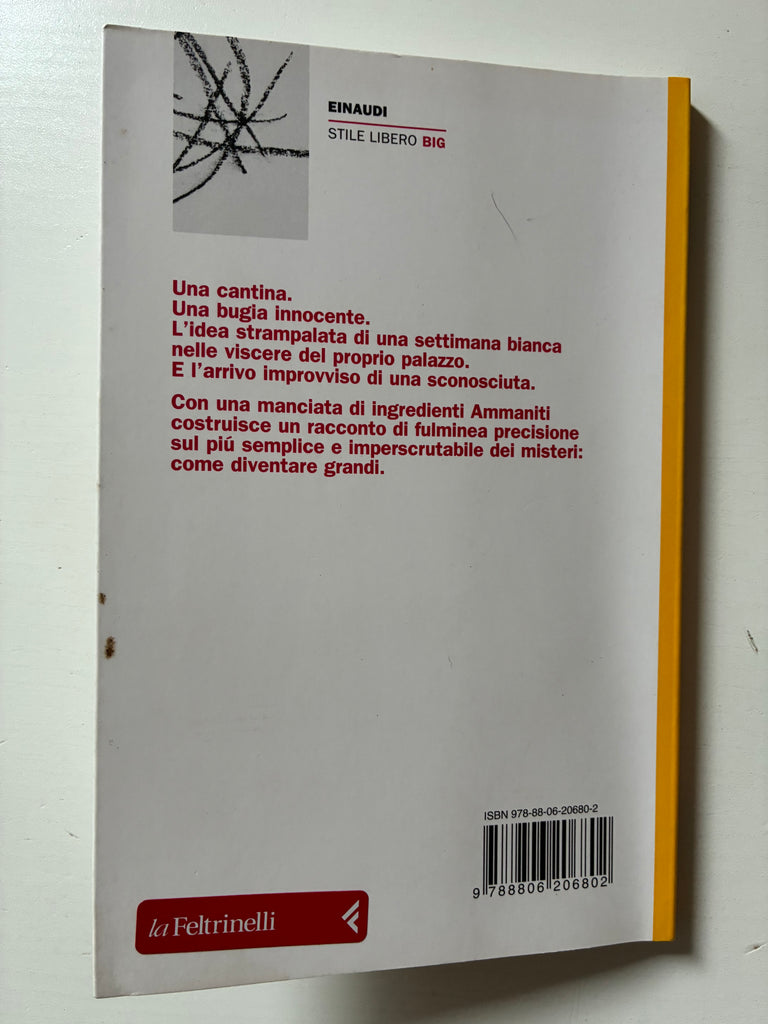 EINAUDI
STILE LIBERO BIG
Una cantina.
Una bugia innocente.
L'idea strampalata di una settimana bianca
nelle viscere del proprio palazzo.
E l'arrivo improvviso di una sconosciuta.
Con una manciata di ingredienti Ammaniti
costruisce un racconto di fulminea precisione
sul piú semplice e imperscrutabile dei misteri:
come diventare grandi.
ISBN 978-88-06-20680-2
9 788806 206802
la Feltrinelli